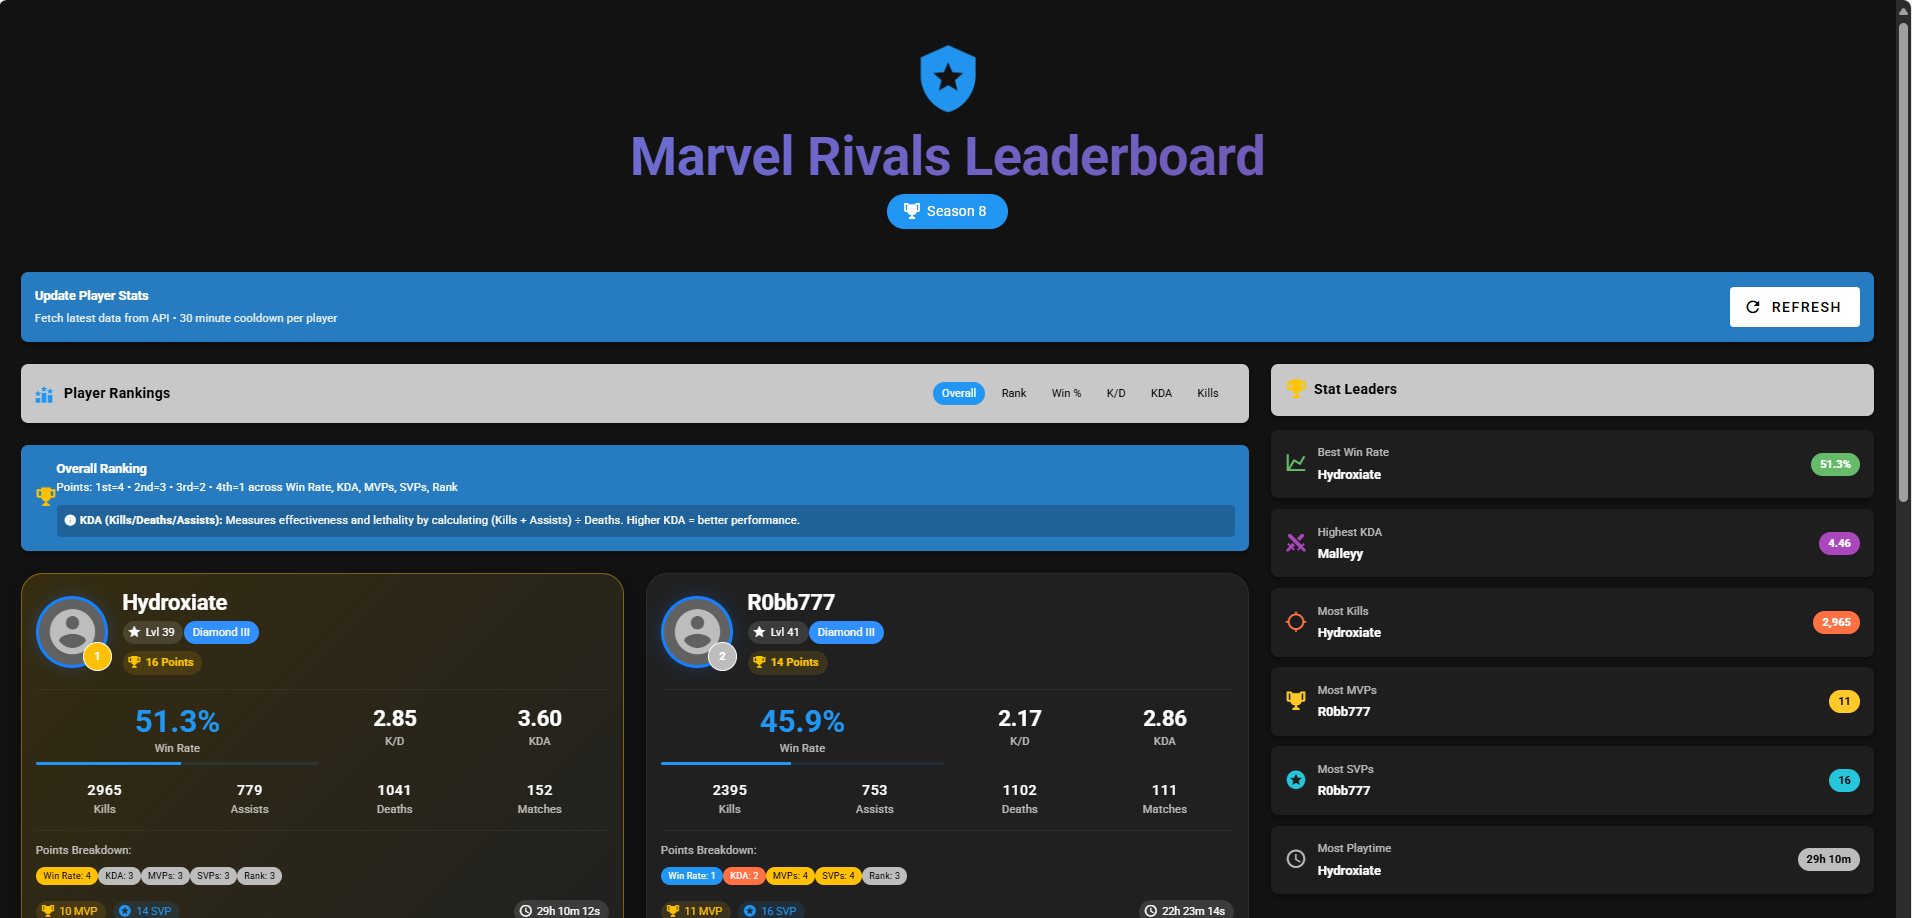 Marvel Rivals Leaderboard
Season 8
Update Player Stats
Fetch latest data from API • 30 minute cooldown per player
REFRESH
Player Rankings
Overall Rank Win % K/D KDA Kills
Overall Ranking
Points: 1st=4 • 2nd=3 • 3rd=2 • 4th=1 across Win Rate, KDA, MVPs, SVPs, Rank
KDA (Kills/Deaths/Assists): Measures effectiveness and lethality by calculating (Kills + Assists) ÷ Deaths. Higher KDA = better performance.
Hydroxiate
1
Lvl 39 Diamond III
16 Points
51.3% 2.85 3.60
Win Rate K/D KDA
2965 779 1041 152
Kills Assists Deaths Matches
Points Breakdown:
Win Rate: 4 KDA: 3 MVPs: 3 SVPs: 3 Rank: 3
10 MVP 14 SVP 29h 10m 12s
R0bb777
2
Lvl 41 Diamond III
14 Points
45.9% 2.17 2.86
Win Rate K/D KDA
2395 753 1102 111
Kills Assists Deaths Matches
Points Breakdown:
Win Rate: 1 KDA: 2 MVPs: 4 SVPs: 4 Rank: 3
11 MVP 16 SVP 22h 23m 14s
Stat Leaders
Best Win Rate
Hydroxiate
51.3%
Highest KDA
Malleyy
4.46
Most Kills
Hydroxiate
2,965
Most MVPs
R0bb777
11
Most SVPs
R0bb777
16
Most Playtime
Hydroxiate
29h 10m